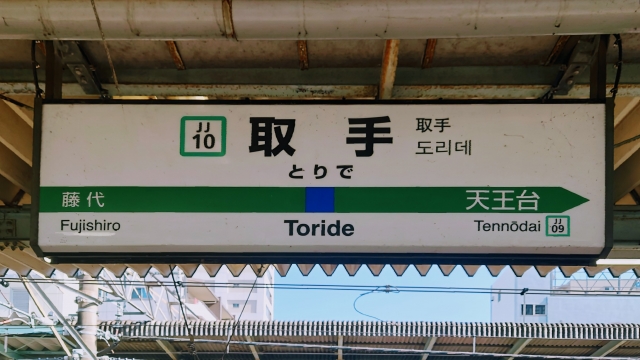 JJ
10
取手
取手
도리데
とりで
藤代
天王台
Fujishiro
Toride
Tennōdai
JJ
09